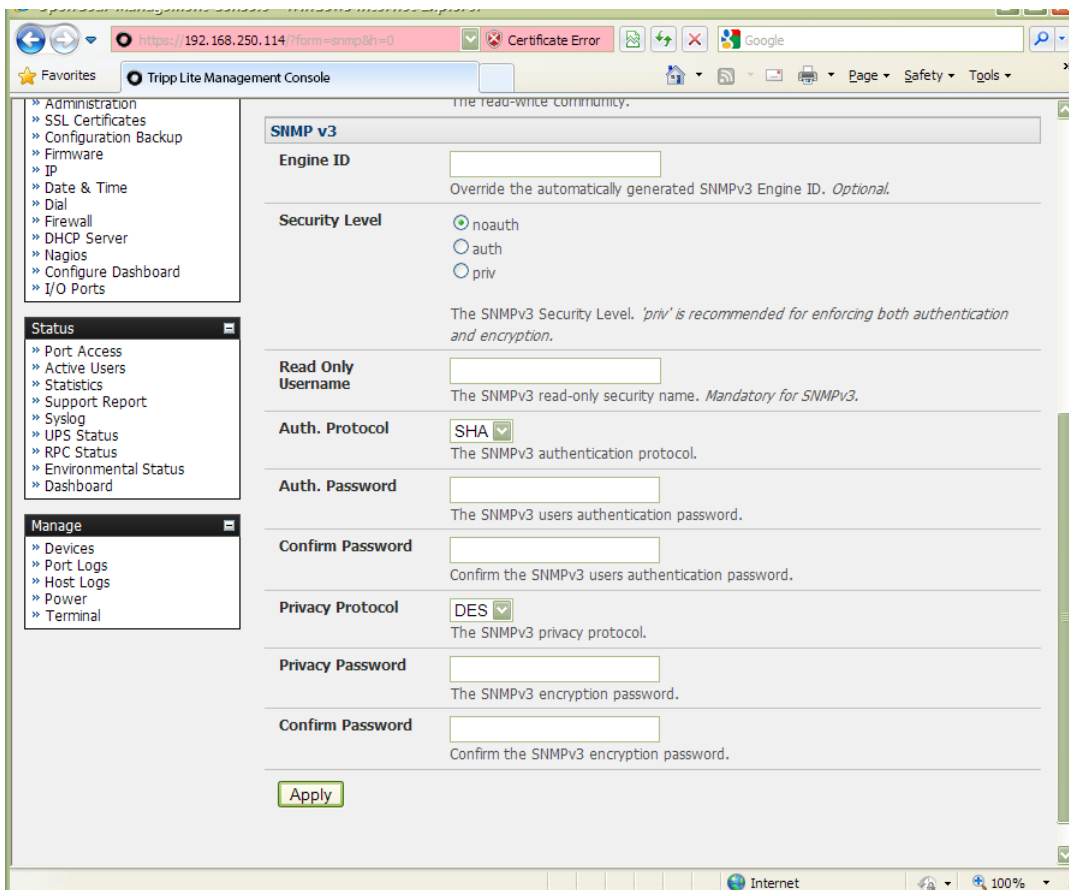 https://192.168.250.114/?form=snmp&h=0
Certificate Error
Google
Favorites
Tripp Lite Management Console
Page
Safety
Tools
»
» Administration
» SSL Certificates
» Configuration Backup
» Firmware
» IP
» Date & Time
» Dial
» Firewall
» DHCP Server
» Nagios
» Configure Dashboard
» I/O Ports
Status
» Port Access
» Active Users
» Statistics
» Support Report
» Syslog
» UPS Status
» RPC Status
» Environmental Status
» Dashboard
Manage
» Devices
» Port Logs
» Host Logs
» Power
» Terminal
The read-write community.
SNMP v3
Engine ID
Override the automatically generated SNMPv3 Engine ID. Optional.
Security Level
noauth
auth
priv
The SNMPv3 Security Level. 'priv' is recommended for enforcing both authentication
and encryption.
Read Only
Username
The SNMPv3 read-only security name. Mandatory for SNMPv3.
Auth. Protocol
SHA
The SNMPv3 authentication protocol.
Auth. Password
The SNMPv3 users authentication password.
Confirm Password
Confirm the SNMPv3 users authentication password.
Privacy Protocol
DES
The SNMPv3 privacy protocol.
Privacy Password
The SNMPv3 encryption password.
Confirm Password
Confirm the SNMPv3 encryption password.
Apply
Internet
100%